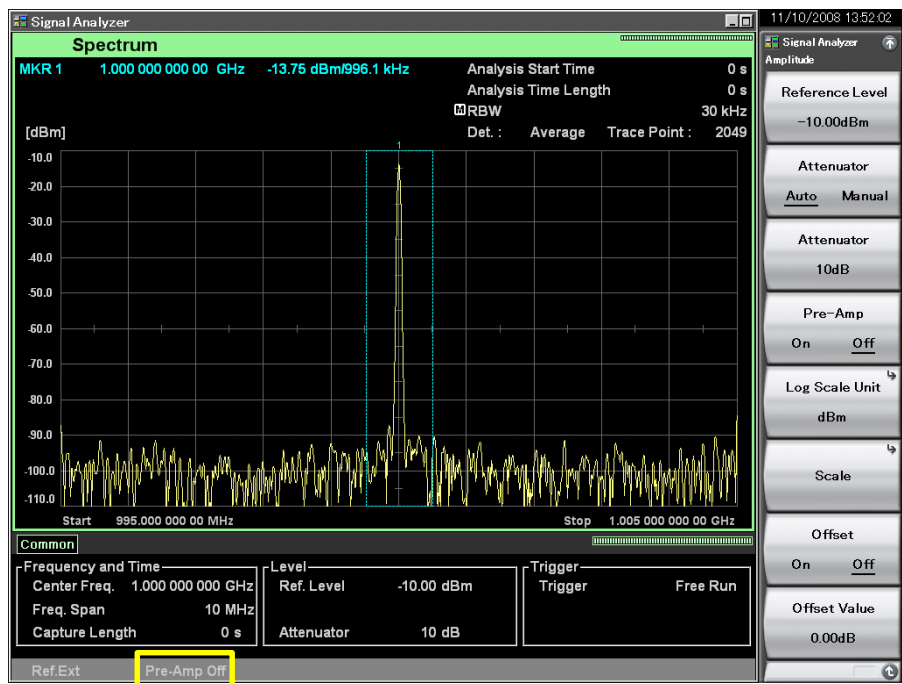 Signal Analyzer
11/10/2008 13:52:02
Spectrum
MKR 1 1.000 000 000 00 GHz -13.75 dBm/996.1 kHz
Analysis Start Time 0 s
Analysis Time Length 0 s
M RBW 30 kHz
[dBm] Det. : Average Trace Point : 2049
1
-10.0
-20.0
-30.0
-40.0
-50.0
-60.0
-70.0
-80.0
-90.0
-100.0
-110.0
Start 995.000 000 00 MHz Stop 1.005 000 000 00 GHz
Common
Frequency and Time
Center Freq. 1.000 000 000 GHz
Freq. Span 10 MHz
Capture Length 0 s
Level
Ref. Level -10.00 dBm
Attenuator 10 dB
Trigger
Trigger Free Run
Ref.Ext Pre-Amp Off
Signal Analyzer
Amplitude
Reference Level
-10.00dBm
Attenuator
Auto Manual
Attenuator
10dB
Pre-Amp
On Off
Log Scale Unit
dBm
Scale
Offset
On Off
Offset Value
0.00dB